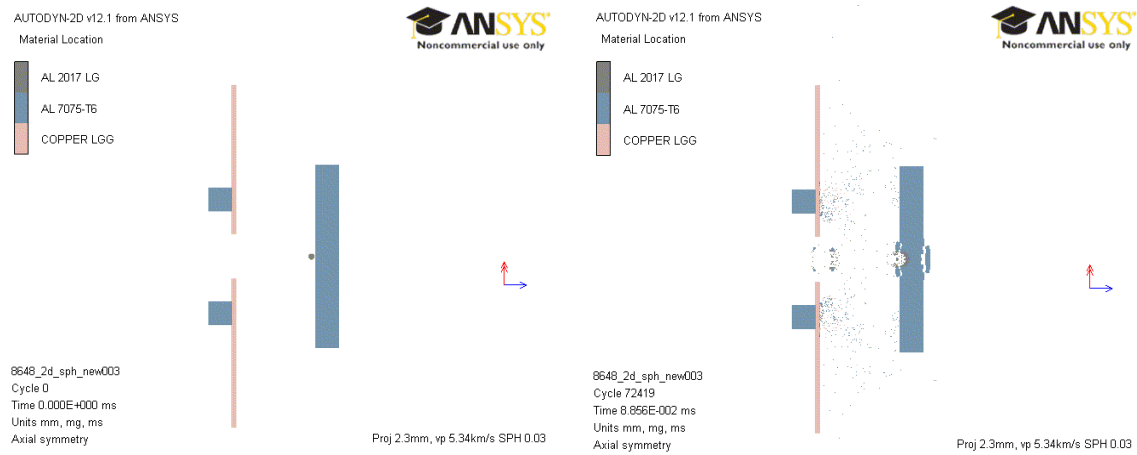 AUTODYN-2D v12.1 from ANSYS
Material Location
ANSYS
Noncommercial use only
AL 2017 LG
AL 7075-T6
COPPER LGG
8648_2d_sph_new003
Cycle 0
Time 0.000E+000 ms
Units mm, mg, ms
Axial symmetry
Proj 2.3mm, vp 5.34km/s SPH 0.03
AUTODYN-2D v12.1 from ANSYS
Material Location
ANSYS
Noncommercial use only
AL 2017 LG
AL 7075-T6
COPPER LGG
8648_2d_sph_new003
Cycle 72419
Time 8.856E-002 ms
Units mm, mg, ms
Axial symmetry
Proj 2.3mm, vp 5.34km/s SPH 0.03